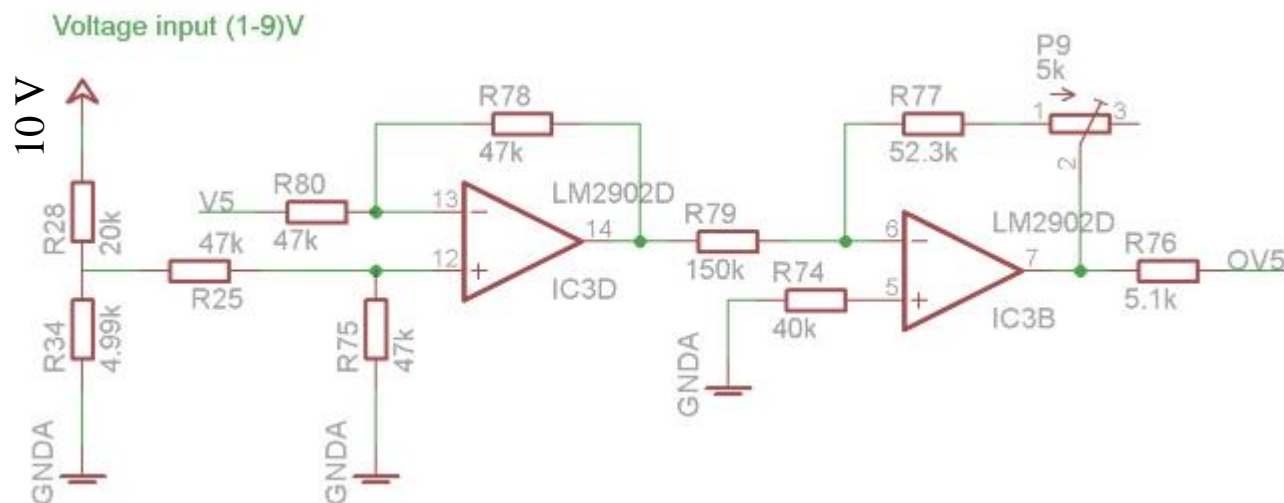 Voltage input (1-9)V
10 V
R28
20k
R34
4.99k
GNDA
V5
R80
47k
47k
R25
R75
47k
GNDA
R78
47k
13
12
14
LM2902D
IC3D
R79
150k
R74
40k
GNDA
R77
52.3k
P9
5k
1
3
2
6
5
7
LM2902D
IC3B
R76
5.1k
OV5